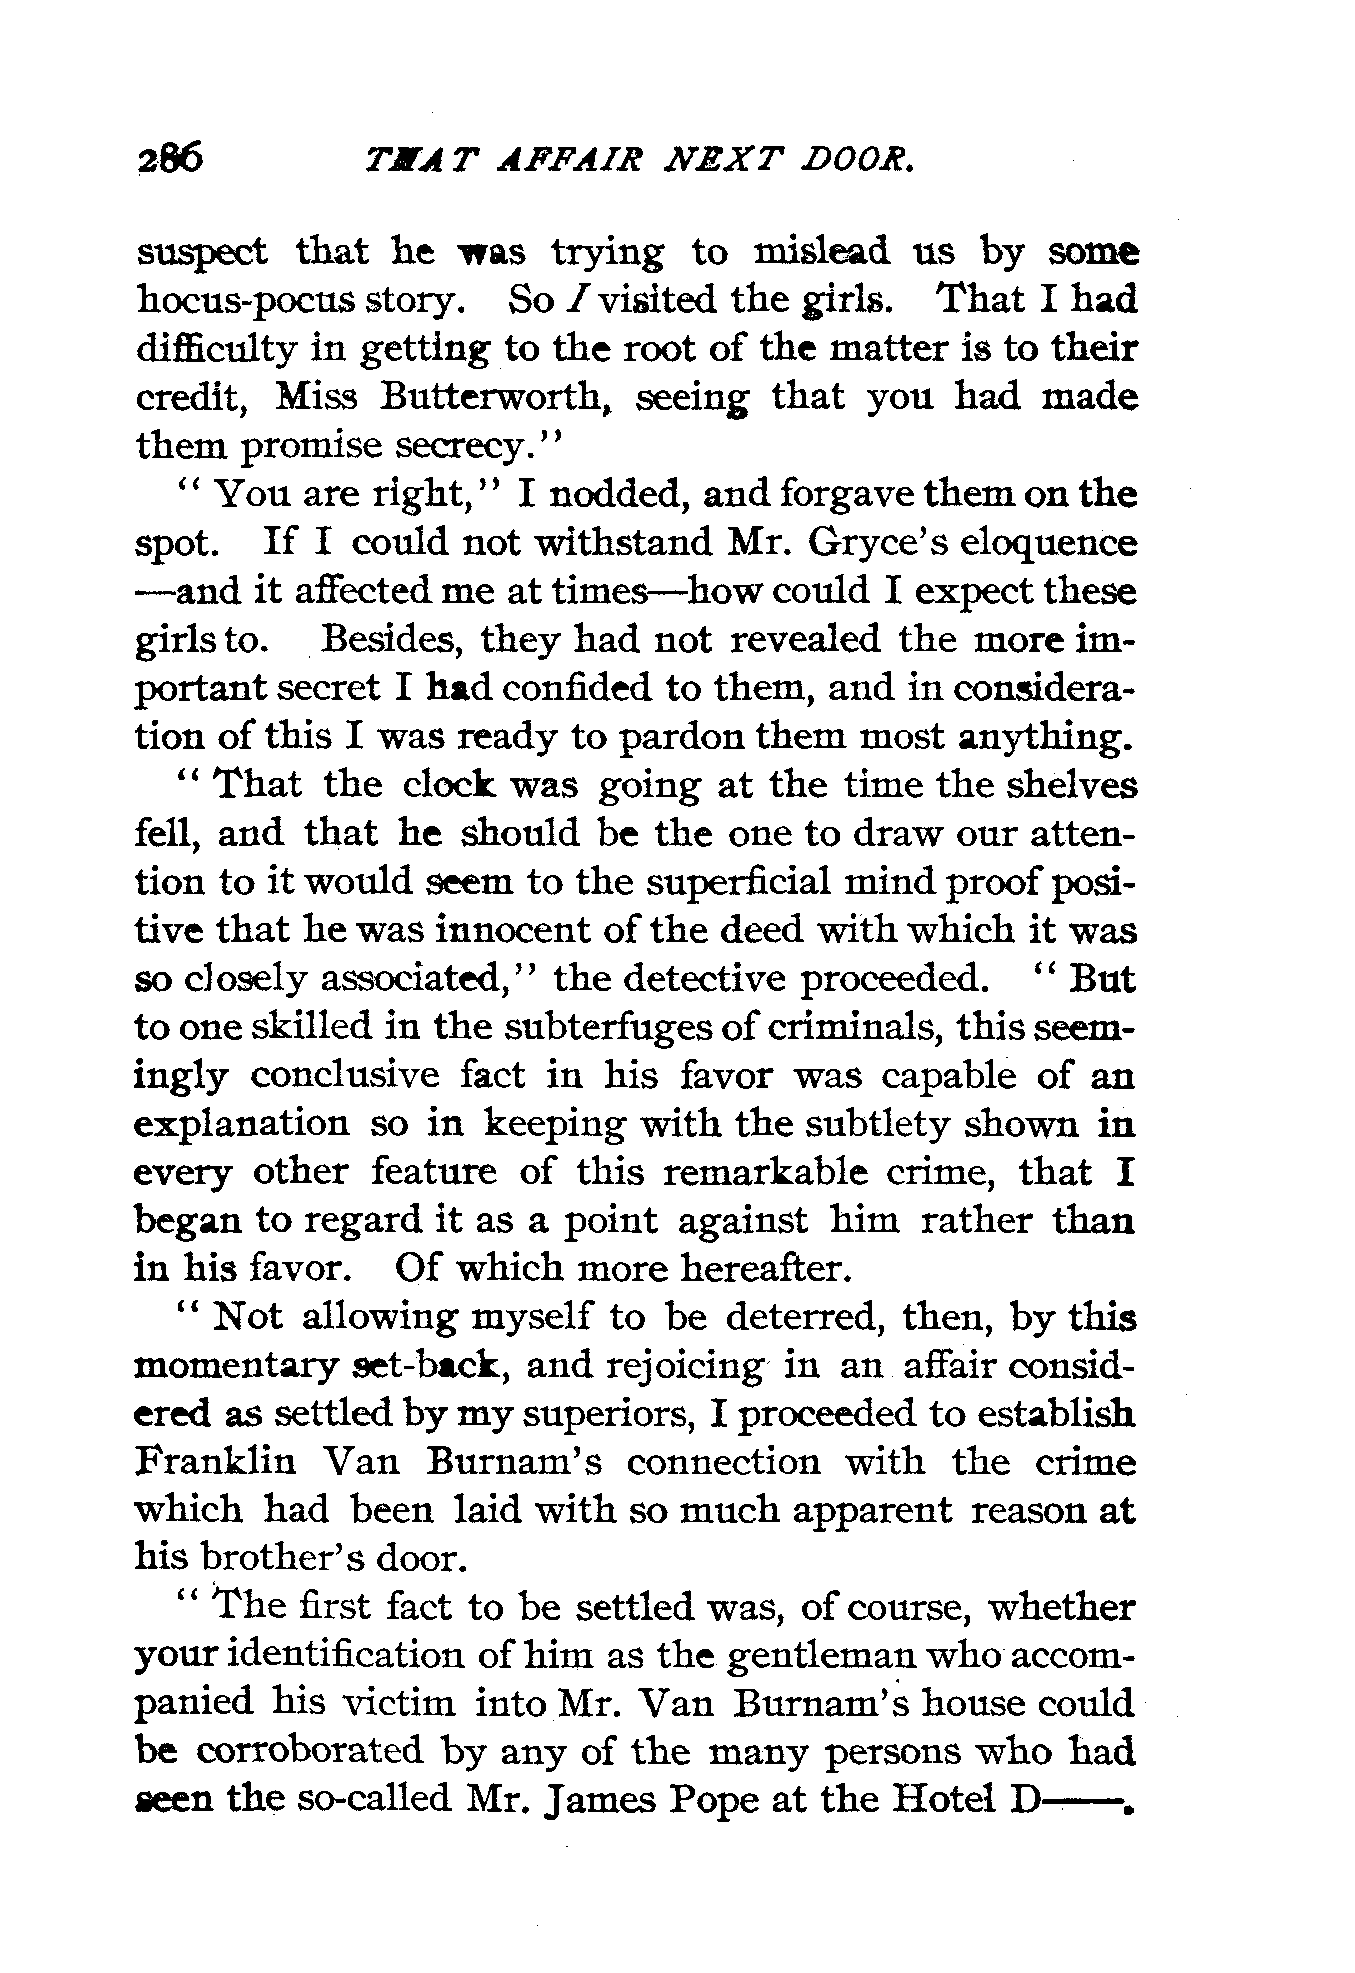 286 THAT AFFAIR NEXT DOOR.
suspect that he was trying to mislead us by some
hocus-pocus story. So I visited the girls. That I had
difficulty in getting to the root of the matter is to their
credit, Miss Butterworth, seeing that you had made
them promise secrecy.''
“ You are right,'' I nodded, and forgave them on the
spot. If I could not withstand Mr. Gryce's eloquence
—and it affected me at times—how could I expect these
girls to. Besides, they had not revealed the more im-
portant secret I had confided to them, and in considera-
tion of this I was ready to pardon them most anything.
“ That the clock was going at the time the shelves
fell, and that he should be the one to draw our atten-
tion to it would seem to the superficial mind proof posi-
tive that he was innocent of the deed with which it was
so closely associated,'' the detective proceeded. “ But
to one skilled in the subterfuges of criminals, this seem-
ingly conclusive fact in his favor was capable of an
explanation so in keeping with the subtlety shown in
every other feature of this remarkable crime, that I
began to regard it as a point against him rather than
in his favor. Of which more hereafter.
“ Not allowing myself to be deterred, then, by this
momentary set-back, and rejoicing in an affair consid-
ered as settled by my superiors, I proceeded to establish
Franklin Van Burnam's connection with the crime
which had been laid with so much apparent reason at
his brother's door.
“ The first fact to be settled was, of course, whether
your identification of him as the gentleman who accom-
panied his victim into Mr. Van Burnam's house could
be corroborated by any of the many persons who had
seen the so-called Mr. James Pope at the Hotel D——.